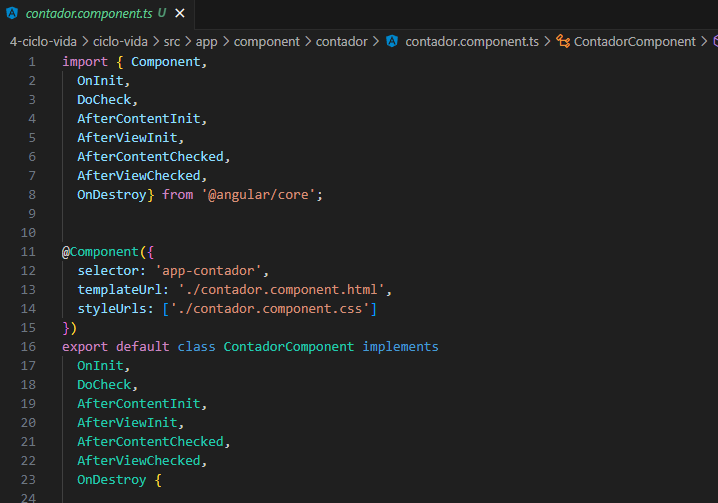 contador.component.ts U ×
4-ciclo-vida > ciclo-vida > src > app > component > contador > contador.component.ts > ContadorComponent >
1 import { Component,
2   OnInit,
3   DoCheck,
4   AfterContentInit,
5   AfterViewInit,
6   AfterContentChecked,
7   AfterViewChecked,
8   OnDestroy} from '@angular/core';
9
10
11 @Component({
12   selector: 'app-contador',
13   templateUrl: './contador.component.html',
14   styleUrls: ['./contador.component.css']
15 })
16 export default class ContadorComponent implements
17   OnInit,
18   DoCheck,
19   AfterContentInit,
20   AfterViewInit,
21   AfterContentChecked,
22   AfterViewChecked,
23   OnDestroy {
24